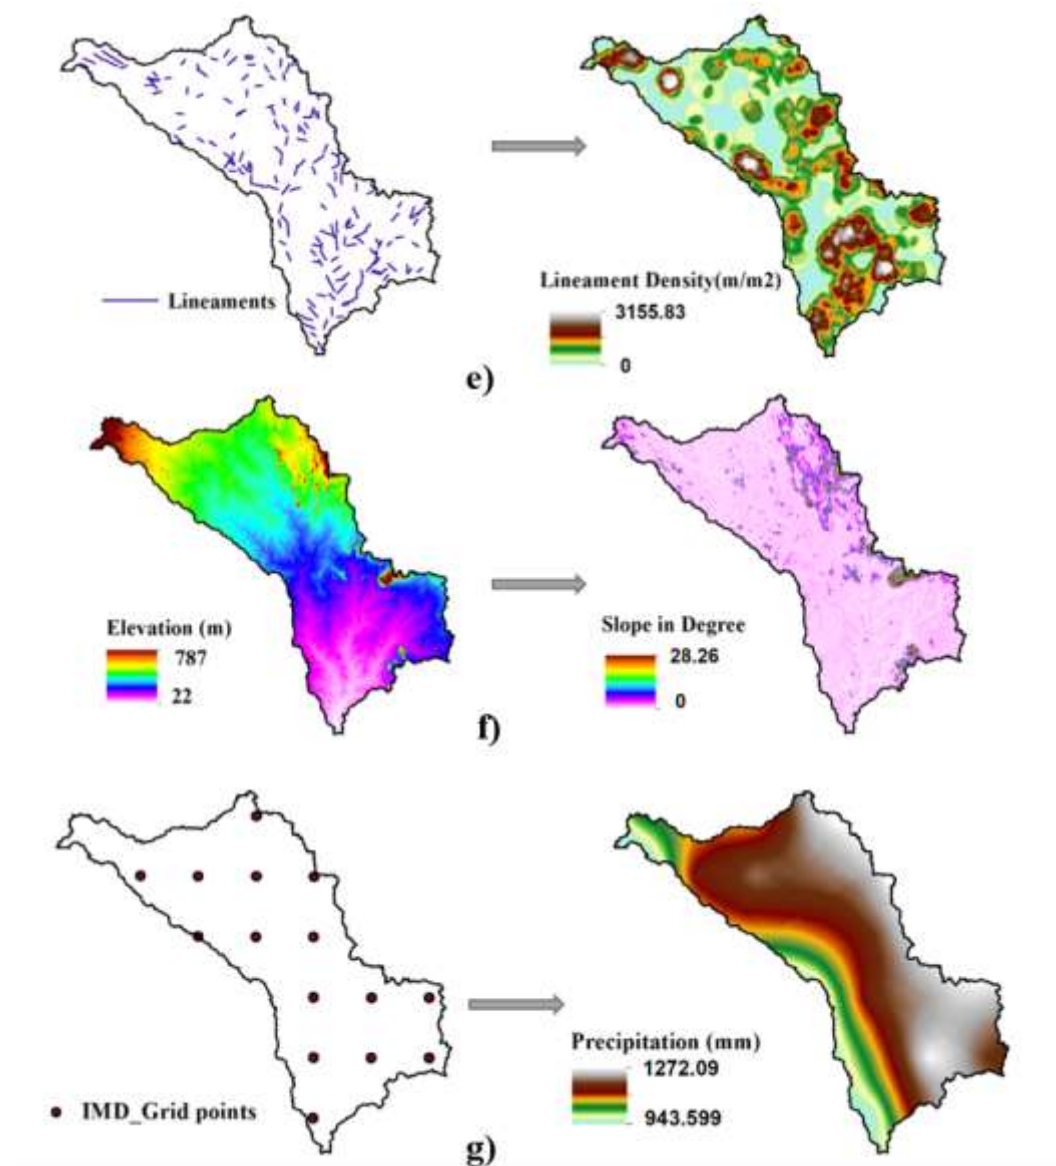 Lineaments
Lineament Density(m/m2)
3155.83
0
e)
Elevation (m)
787
22
Slope in Degree
28.26
0
f)
IMD_Grid points
Precipitation (mm)
1272.09
943.599
g)